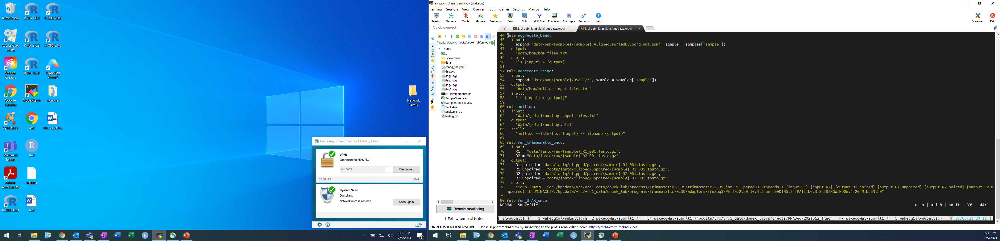 Recycle Bin
R x64 4.0.3
R i386 4.0.3
Access Card
Utility
R x64 3.6.3
R i386 3.6.3
Adobe
Creati...
R x64 3.5.0
GraphPad
Prism 8
Google
Chrome
MobaXterm
monovar
Cytoscape
test
rec_letter_n...
Microsoft
Teams
test
Adobe
Acrobat DC
test.tex
R i386 3.5.0
test
Network
Drives
Cisco AnyConnect Secure Mobility Client
VPN:
Connected to NIHVPN.
NIHVPN
Disconnect
07:59:42
IPv4
System Scan:
Compliant.
Network access allowed.
Scan Again
cisco
8:11 PM
7/5/2021
9
ai-submit1.niaid.nih.gov (wakecg)
Terminal Sessions View X server Tools Games Settings Macros Help
Session Servers Tools Games Sessions View Split MultiExec Tunneling Packages Settings Help
X server Exit
Quick connect...
2. ai-submit1.niaid.nih.gov (wakecg)
4. ai-submit1.niaid.nih.gov (wakecg)
Sessions
Tools
Macros
Sftp
/hpcdata/vrc/vrc1_data/douek_lab/projects
Name
..
.snakemake
data
config_file.yaml
dag.svg
dag0.svg
dag1.svg
dag2.svg
dag3.svg
PE_trimmomatics.sh
SampleSheet.csv
SampleSheetreal.csv
Snakefile
Snakefile_QC
testing.py
Remote monitoring
Follow terminal folder
44 rule aggregate_bams:
45 input:
46 expand('data/bam/{sample}/{sample}_Aligned.sortedByCoord.out.bam', sample = samples['sample'])
47 output:
48 'data/bam/bam_files.txt'
49 shell:
50 'ls {input} > {output}'
51
52 rule aggregate_rseqc:
53 input:
54 expand('data/bam/{sample}/RSeQC/*', sample = samples['sample'])
55 output:
56 'data/bam/multiqc_input_files.txt'
57 shell:
58 "ls {input} > {output}"
59
60 rule multiqc:
61 input:
62 "data/{sdir}/multiqc_input_files.txt"
63 output:
64 "data/{sdir}/multiqc.html"
65 shell:
66 "multiqc --file-list {input} --filename {output}"
67
68 rule run_trimmomatic_once:
69 input:
70 R1 = "data/fastq/raw/{sample}_R1_001.fastq.gz",
71 R2 = "data/fastq/raw/{sample}_R2_001.fastq.gz"
72 output:
73 R1_paired = "data/fastq/clipped/paired/{sample}_R1_001.fastq.gz",
74 R1_unpaired = "data/fastq/clipped/unpaired/{sample}_R1_001.fastq.gz",
75 R2_paired = "data/fastq/clipped/paired/{sample}_R2_001.fastq.gz",
76 R2_unpaired = "data/fastq/clipped/unpaired/{sample}_R2_001.fastq.gz"
77 shell:
78 "java -Xmx7G -jar /hpcdata/vrc/vrc1_data/douek_lab/programs/Trimmomatic-0.39/trimmomatic-0.39.jar PE -phred33 -threads 1 {input.R1} {input.R2} {output.R1_paired} {output.R1_unpaired} {output.R2_paired} {output.R2_u
npaired} ILLUMINACLIP:/hpcdata/vrc/vrc1_data/douek_lab/programs/Trimmomatic-0.39/adapters/TruSeq3-PE.fa:2:30:10:4:true LEADING:3 TRAILING:3 SLIDINGWINDOW:4:20 MINLEN:50"
79
80 rule run_STAR_once:
NORMAL Snakefile unix | utf-8 | no ft 33% 44:1
[ ai-submit1 ][ 1 wakecg@ai-submit1:/h 2 wakecg@ai-submit1:/h (3* wakecg@ai-submit1:/hpcdata/vrc/vrc1_data/douek_lab/projects/RNASeq/2021612_finch) 4- wakecg@ai-submit1:/h 5 wakecg@ai-submit1:~ ][ 07/05/21 20:11 ]
UNREGISTERED VERSION - Please support MobaXterm by subscribing to the professional edition here: https://mobaxterm.mobatek.net
8:11 PM
7/5/2021